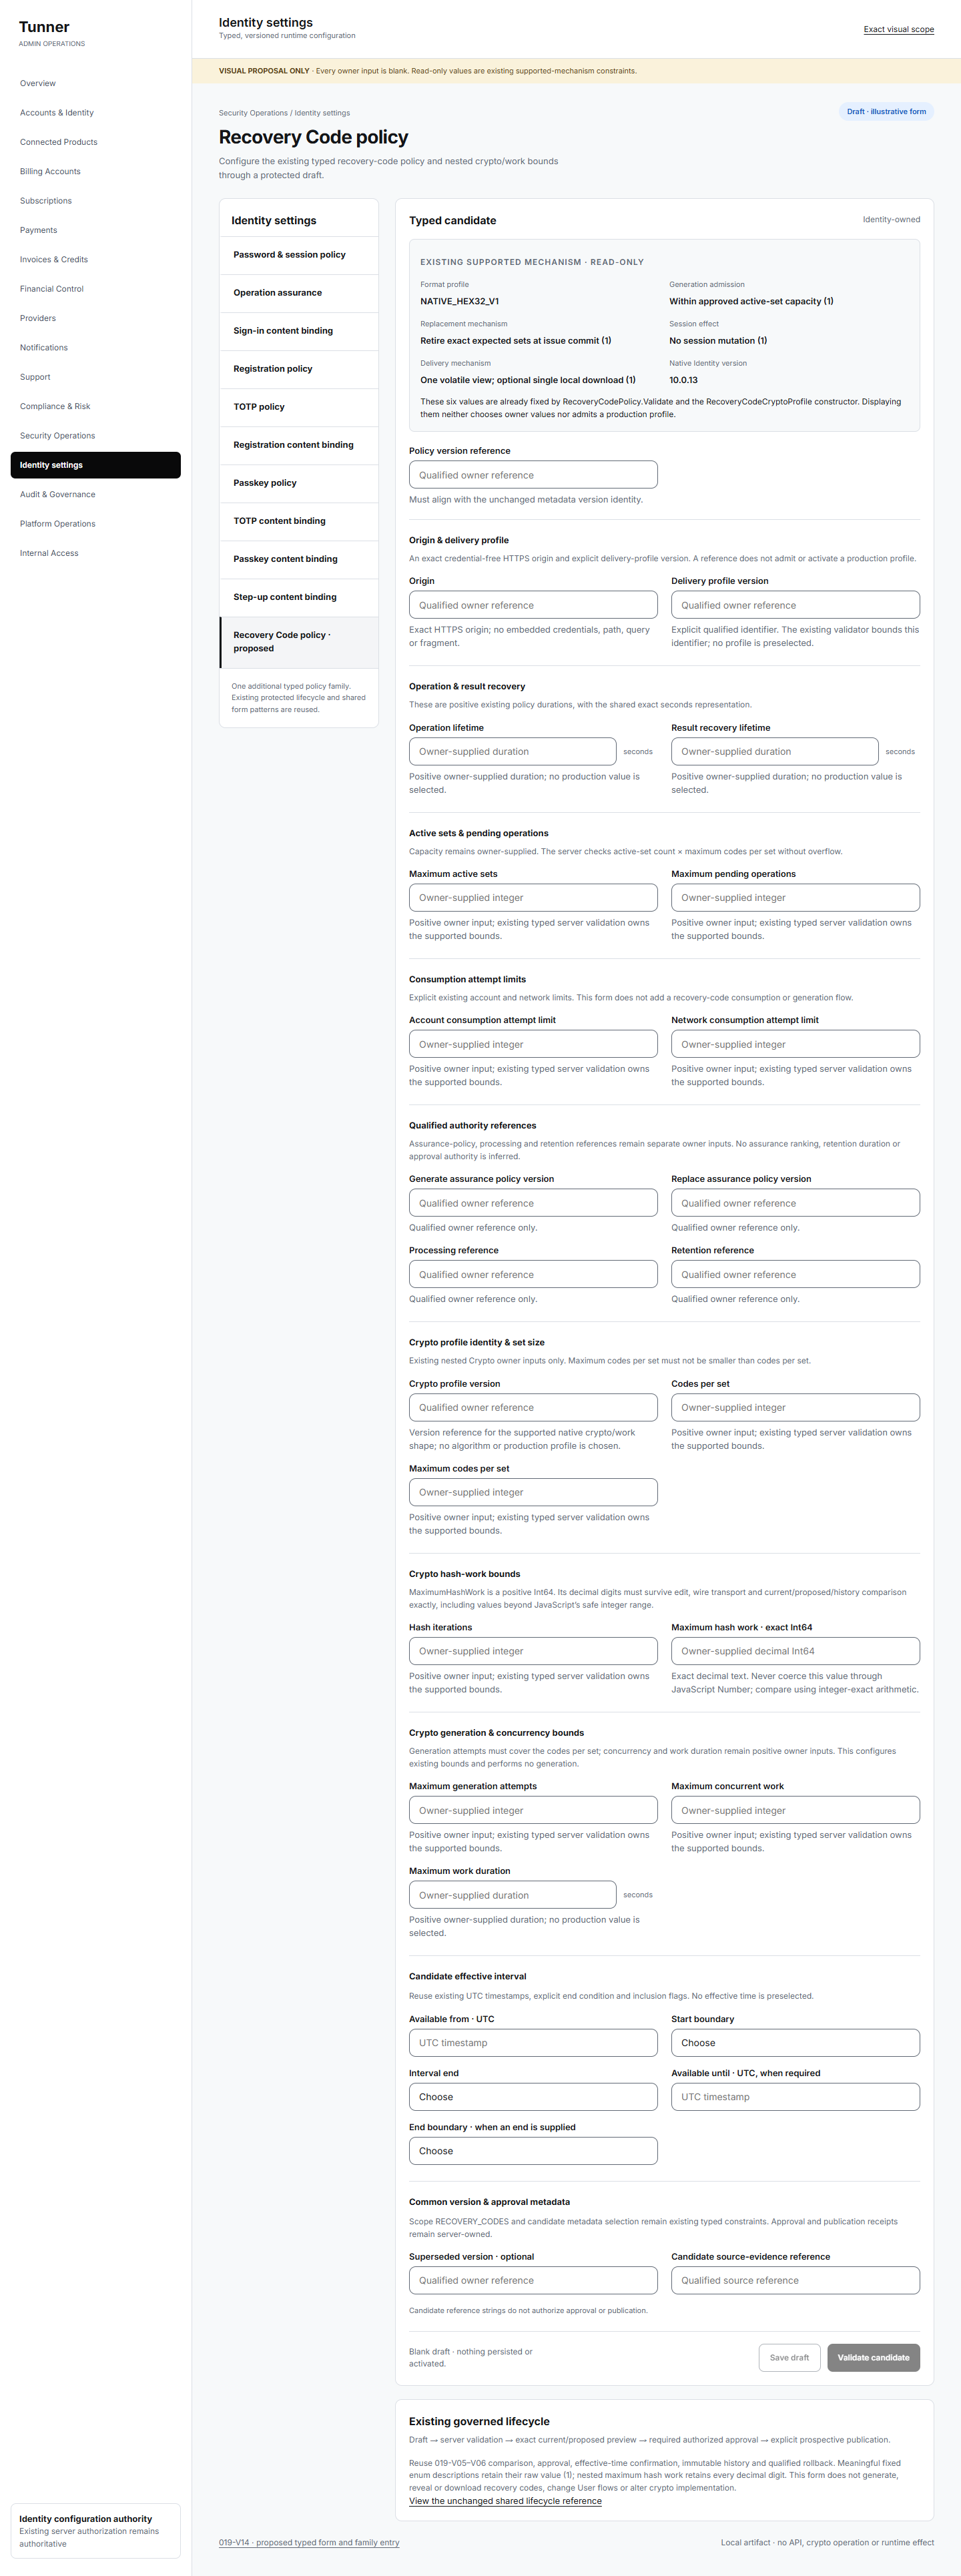 Tunner
ADMIN OPERATIONS
Overview
Accounts & Identity
Connected Products
Billing Accounts
Subscriptions
Payments
Invoices & Credits
Financial Control
Providers
Notifications
Support
Compliance & Risk
Security Operations
Identity settings
Audit & Governance
Platform Operations
Internal Access
Identity configuration authority
Existing server authorization remains
authoritative
Identity settings
Typed, versioned runtime configuration
Exact visual scope
VISUAL PROPOSAL ONLY · Every owner input is blank. Read-only values are existing supported-mechanism constraints.
Security Operations / Identity settings
Draft · illustrative form
Recovery Code policy
Configure the existing typed recovery-code policy and nested crypto/work bounds
through a protected draft.
Identity settings
Password & session policy
Operation assurance
Sign-in content binding
Registration policy
TOTP policy
Registration content binding
Passkey policy
TOTP content binding
Passkey content binding
Step-up content binding
Recovery Code policy ·
proposed
One additional typed policy family.
Existing protected lifecycle and shared
form patterns are reused.
Typed candidate
Identity-owned
EXISTING SUPPORTED MECHANISM · READ-ONLY
Format profile
NATIVE_HEX32_V1
Generation admission
Within approved active-set capacity (1)
Replacement mechanism
Retire exact expected sets at issue commit (1)
Session effect
No session mutation (1)
Delivery mechanism
One volatile view; optional single local download (1)
Native Identity version
10.0.13
These six values are already fixed by RecoveryCodePolicy.Validate and the RecoveryCodeCryptoProfile constructor. Displaying
them neither chooses owner values nor admits a production profile.
Policy version reference
Qualified owner reference
Must align with the unchanged metadata version identity.
Origin & delivery profile
An exact credential-free HTTPS origin and explicit delivery-profile version. A reference does not admit or activate a production profile.
Origin
Qualified owner reference
Exact HTTPS origin; no embedded credentials, path, query
or fragment.
Delivery profile version
Qualified owner reference
Explicit qualified identifier. The existing validator bounds this
identifier; no profile is preselected.
Operation & result recovery
These are positive existing policy durations, with the shared exact seconds representation.
Operation lifetime
Owner-supplied duration
seconds
Positive owner-supplied duration; no production value is
selected.
Result recovery lifetime
Owner-supplied duration
seconds
Positive owner-supplied duration; no production value is
selected.
Active sets & pending operations
Capacity remains owner-supplied. The server checks active-set count × maximum codes per set without overflow.
Maximum active sets
Owner-supplied integer
Positive owner input; existing typed server validation owns
the supported bounds.
Maximum pending operations
Owner-supplied integer
Positive owner input; existing typed server validation owns
the supported bounds.
Consumption attempt limits
Explicit existing account and network limits. This form does not add a recovery-code consumption or generation flow.
Account consumption attempt limit
Owner-supplied integer
Positive owner input; existing typed server validation owns
the supported bounds.
Network consumption attempt limit
Owner-supplied integer
Positive owner input; existing typed server validation owns
the supported bounds.
Qualified authority references
Assurance-policy, processing and retention references remain separate owner inputs. No assurance ranking, retention duration or
approval authority is inferred.
Generate assurance policy version
Qualified owner reference
Qualified owner reference only.
Replace assurance policy version
Qualified owner reference
Qualified owner reference only.
Processing reference
Qualified owner reference
Qualified owner reference only.
Retention reference
Qualified owner reference
Qualified owner reference only.
Crypto profile identity & set size
Existing nested Crypto owner inputs only. Maximum codes per set must not be smaller than codes per set.
Crypto profile version
Qualified owner reference
Version reference for the supported native crypto/work
shape; no algorithm or production profile is chosen.
Codes per set
Owner-supplied integer
Positive owner input; existing typed server validation owns
the supported bounds.
Maximum codes per set
Owner-supplied integer
Positive owner input; existing typed server validation owns
the supported bounds.
Crypto hash-work bounds
MaximumHashWork is a positive Int64. Its decimal digits must survive edit, wire transport and current/proposed/history comparison
exactly, including values beyond JavaScript's safe integer range.
Hash iterations
Owner-supplied integer
Positive owner input; existing typed server validation owns
the supported bounds.
Maximum hash work · exact Int64
Owner-supplied decimal Int64
Exact decimal text. Never coerce this value through
JavaScript Number; compare using integer-exact arithmetic.
Crypto generation & concurrency bounds
Generation attempts must cover the codes per set; concurrency and work duration remain positive owner inputs. This configures
existing bounds and performs no generation.
Maximum generation attempts
Owner-supplied integer
Positive owner input; existing typed server validation owns
the supported bounds.
Maximum concurrent work
Owner-supplied integer
Positive owner input; existing typed server validation owns
the supported bounds.
Maximum work duration
Owner-supplied duration
seconds
Positive owner-supplied duration; no production value is
selected.
Candidate effective interval
Reuse existing UTC timestamps, explicit end condition and inclusion flags. No effective time is preselected.
Available from · UTC
UTC timestamp
Start boundary
Choose
Interval end
Choose
Available until · UTC, when required
UTC timestamp
End boundary · when an end is supplied
Choose
Common version & approval metadata
Scope RECOVERY_CODES and candidate metadata selection remain existing typed constraints. Approval and publication receipts
remain server-owned.
Superseded version · optional
Qualified owner reference
Candidate source-evidence reference
Qualified source reference
Candidate reference strings do not authorize approval or publication.
Blank draft · nothing persisted or
activated.
Save draft
Validate candidate
Existing governed lifecycle
Draft → server validation → exact current/proposed preview → required authorized approval → explicit prospective publication.
Reuse 019-V05–V06 comparison, approval, effective-time confirmation, immutable history and qualified rollback. Meaningful fixed
enum descriptions retain their raw value (1); nested maximum hash work retains every decimal digit. This form does not generate,
reveal or download recovery codes, change User flows or alter crypto implementation.
View the unchanged shared lifecycle reference
019-V14 · proposed typed form and family entry
Local artifact · no API, crypto operation or runtime effect